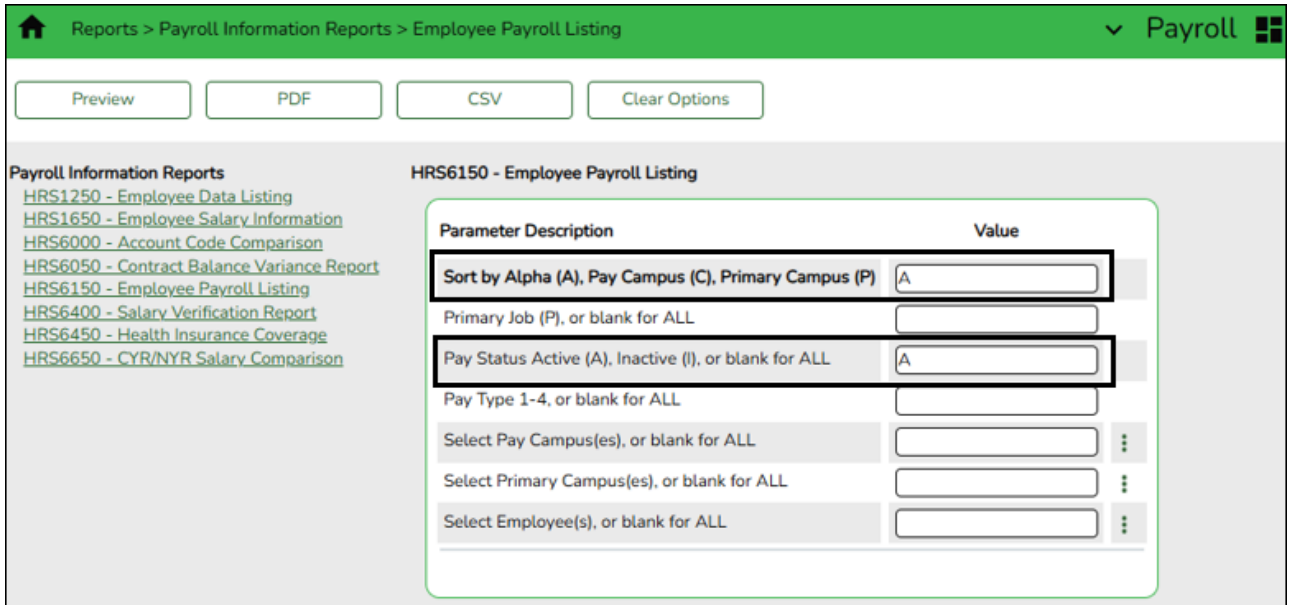 Reports > Payroll Information Reports > Employee Payroll Listing
Payroll
Preview
PDF
CSV
Clear Options
Payroll Information Reports
HRS1250 - Employee Data Listing
HRS1650 - Employee Salary Information
HRS6000 - Account Code Comparison
HRS6050 - Contract Balance Variance Report
HRS6150 - Employee Payroll Listing
HRS6400 - Salary Verification Report
HRS6450 - Health Insurance Coverage
HRS6650 - CYR/NYR Salary Comparison
HRS6150 - Employee Payroll Listing
Parameter Description Value
Sort by Alpha (A), Pay Campus (C), Primary Campus (P) A
Primary Job (P), or blank for ALL
Pay Status Active (A), Inactive (I), or blank for ALL A
Pay Type 1-4, or blank for ALL
Select Pay Campus(es), or blank for ALL
Select Primary Campus(es), or blank for ALL
Select Employee(s), or blank for ALL